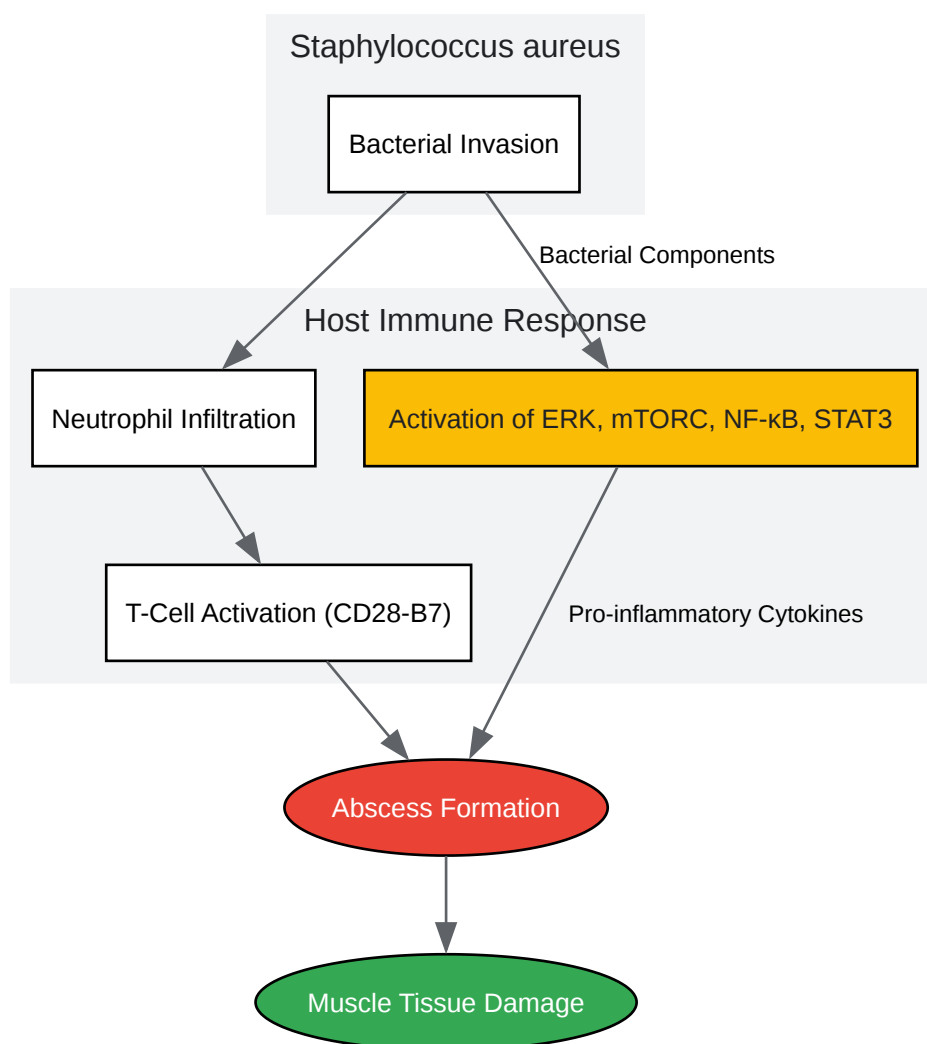 Staphylococcus aureus
Bacterial Invasion
Bacterial Components
Host Immune Response
Neutrophil Infiltration
Activation of ERK, mTORC, NF-κB, STAT3
T-Cell Activation (CD28-B7)
Pro-inflammatory Cytokines
Abscess Formation
Muscle Tissue Damage